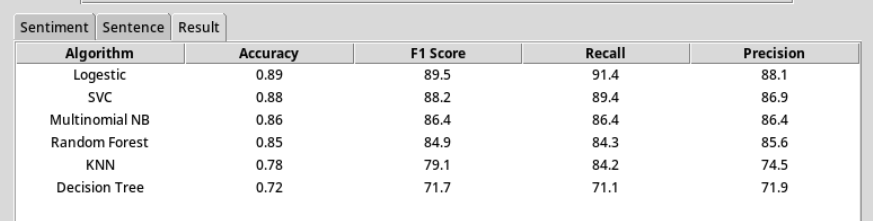 Sentiment Sentence Result
Algorithm Accuracy F1 Score Recall Precision
Logestic 0.89 89.5 91.4 88.1
SVC 0.88 88.2 89.4 86.9
Multinomial NB 0.86 86.4 86.4 86.4
Random Forest 0.85 84.9 84.3 85.6
KNN 0.78 79.1 84.2 74.5
Decision Tree 0.72 71.7 71.1 71.9